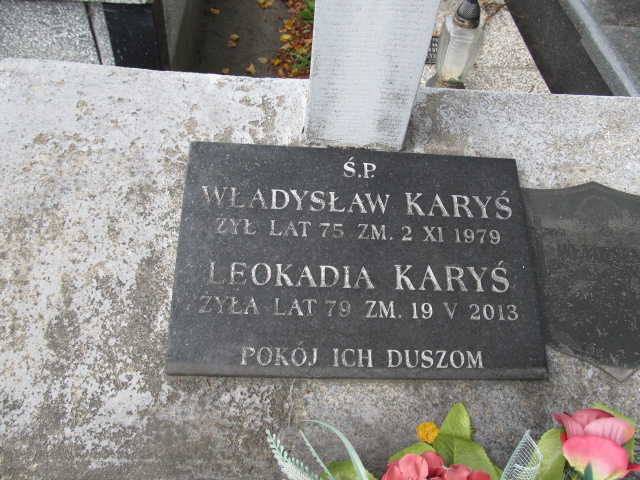 Ś.P.
WŁADYSŁAW KARYŚ
ŻYŁ LAT 75 ZM. 2 XI 1979
LEOKADIA KARYŚ
ŻYŁA LAT 79 ZM. 19 V 2013
POKÓJ ICH DUSZOM